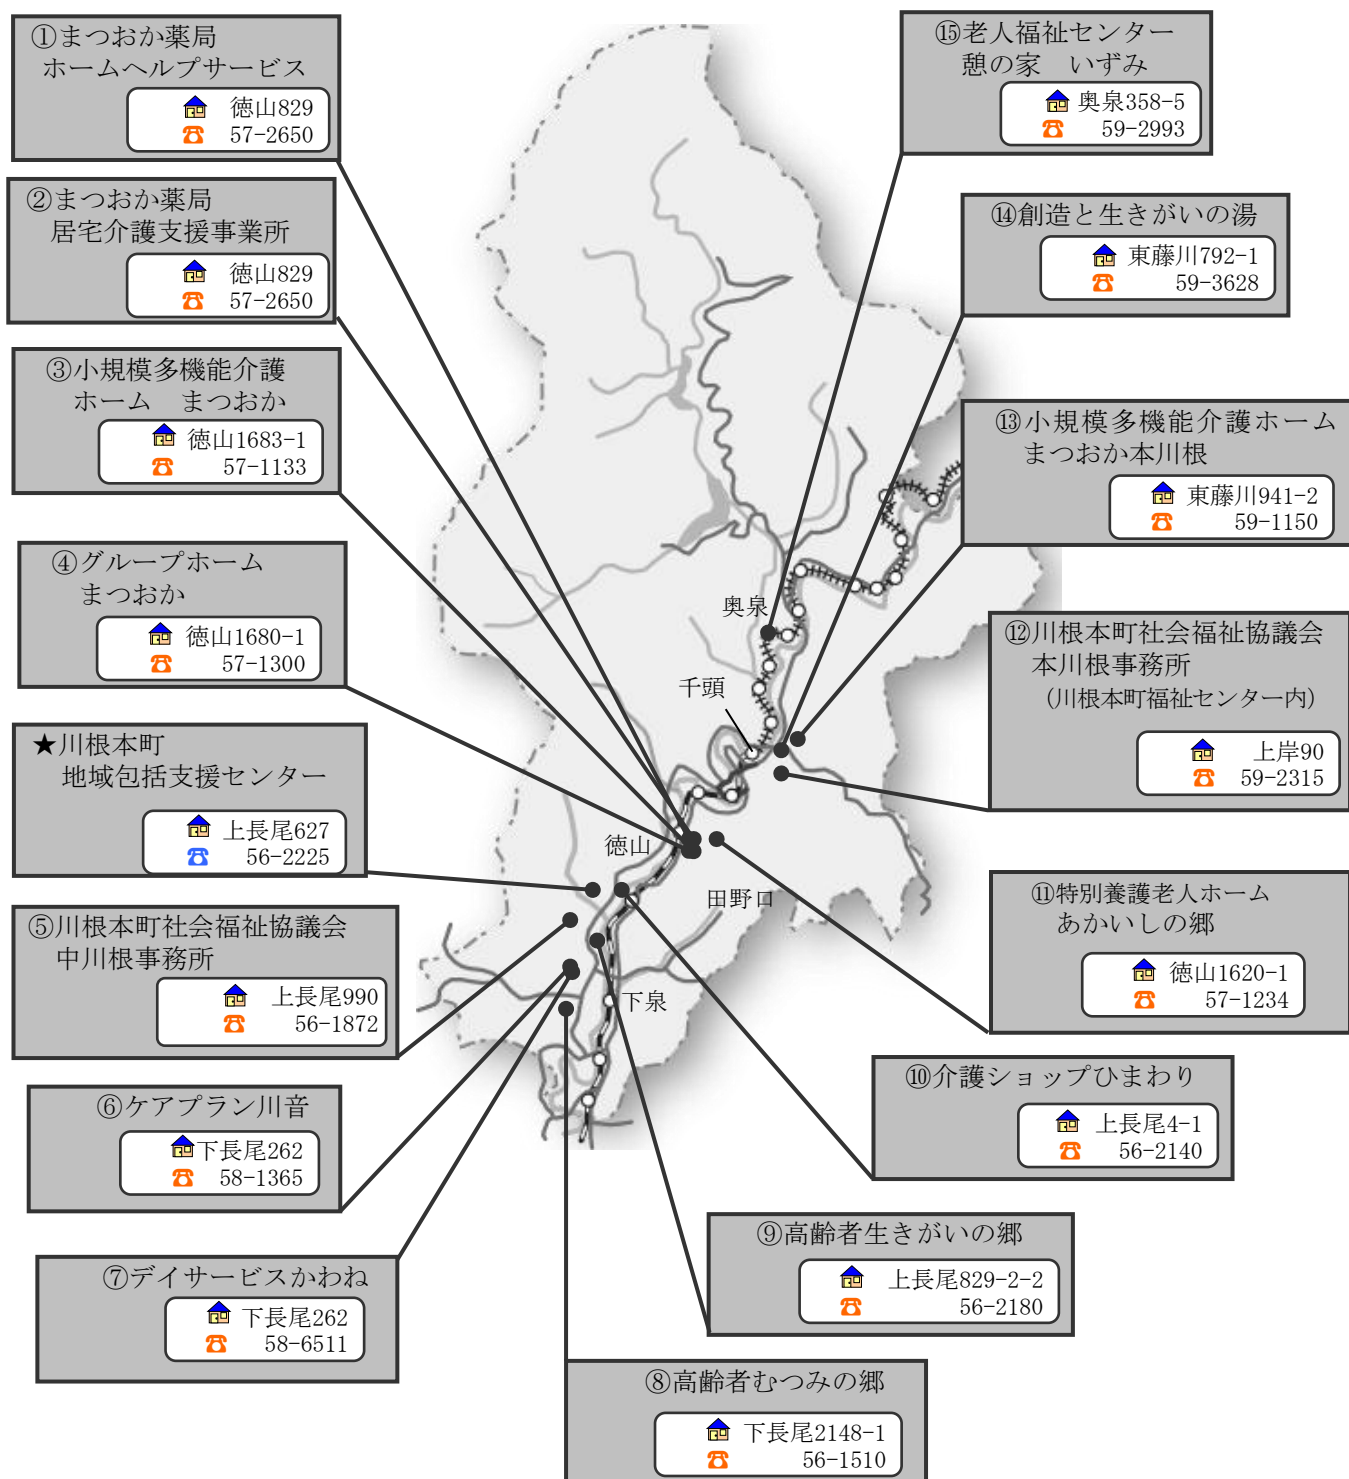 ①まつおか薬局
ホームヘルプサービス
徳山829
57-2650
②まつおか薬局
居宅介護支援事業所
徳山829
57-2650
③小規模多機能介護
ホーム　まつおか
徳山1683-1
57-1133
④グループホーム
まつおか
徳山1680-1
57-1300
★川根本町
地域包括支援センター
上長尾627
56-2225
⑤川根本町社会福祉協議会
中川根事務所
上長尾990
56-1872
⑥ケアプラン川音
下長尾262
58-1365
⑦デイサービスかわね
下長尾262
58-6511
⑧高齢者むつみの郷
下長尾2148-1
56-1510
⑨高齢者生きがいの郷
上長尾829-2-2
56-2180
⑩介護ショップひまわり
上長尾4-1
56-2140
⑪特別養護老人ホーム
あかいしの郷
徳山1620-1
57-1234
⑫川根本町社会福祉協議会
本川根事務所
（川根本町福祉センター内）
上岸90
59-2315
⑬小規模多機能介護ホーム
まつおか本川根
東藤川941-2
59-1150
⑭創造と生きがいの湯
東藤川792-1
59-3628
⑮老人福祉センター
憩の家　いずみ
奥泉358-5
59-2993
奥泉
千頭
徳山
田野口
下泉